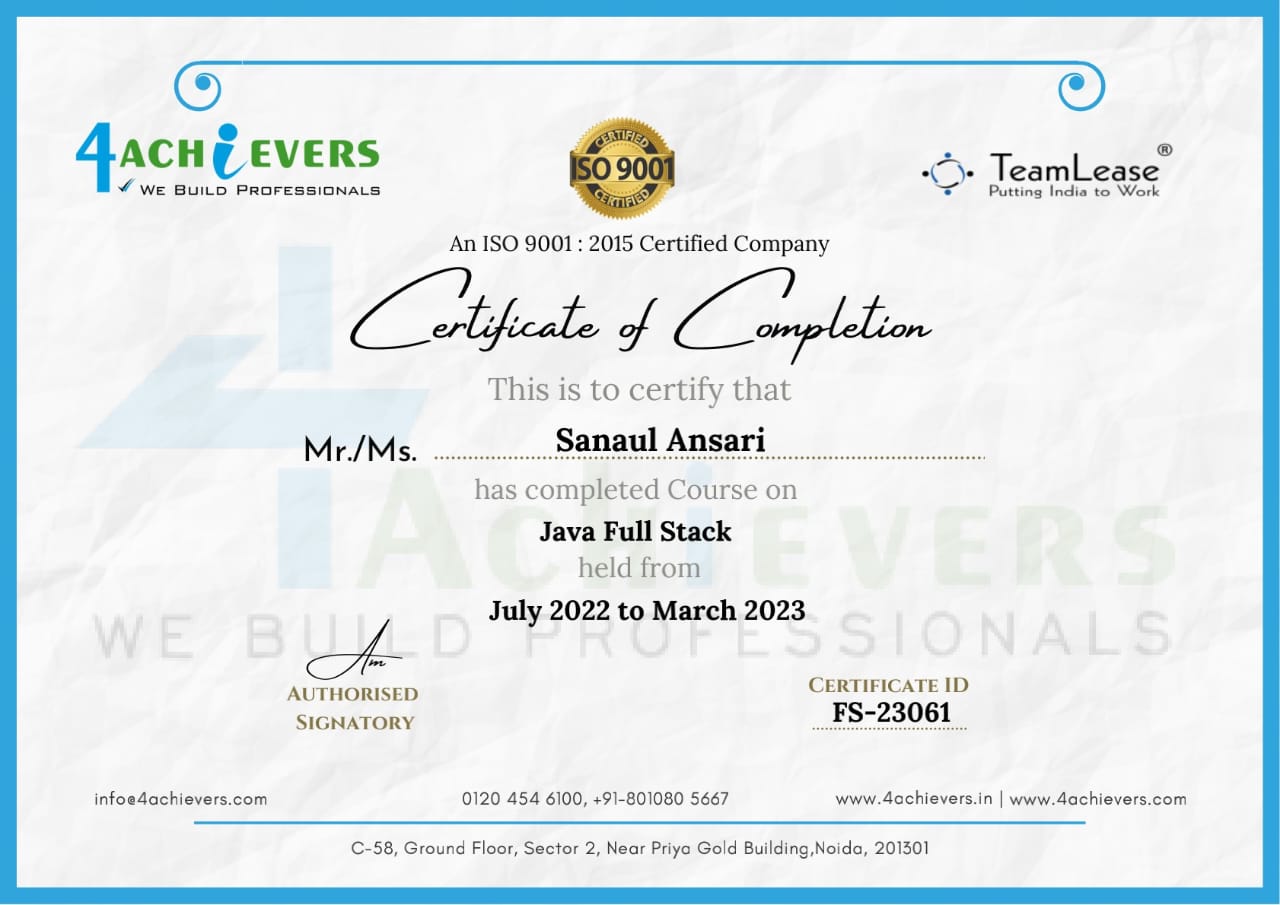 4ACHiEVERS
WE BUILD PROFESSIONALS
CERTIFIED
ISO 9001
CERTIFIED
TeamLease®
Putting India to Work
An ISO 9001 : 2015 Certified Company
Certificate of Completion
This is to certify that
Mr./Ms. Sanaul Ansari
has completed Course on
Java Full Stack
held from
July 2022 to March 2023
4AchiEVERS
WE BUILD PROFESSIONALS
Am
AUTHORISED
SIGNATORY
CERTIFICATE ID
FS-23061
info@4achievers.com 0120 454 6100, +91-801080 5667 www.4achievers.in | www.4achievers.com
C-58, Ground Floor, Sector 2, Near Priya Gold Building,Noida, 201301